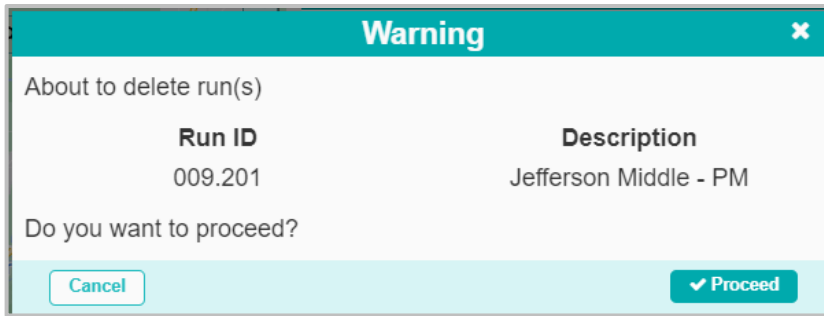 Warning
About to delete run(s)
Run ID Description
009.201 Jefferson Middle - PM
Do you want to proceed?
Cancel Proceed